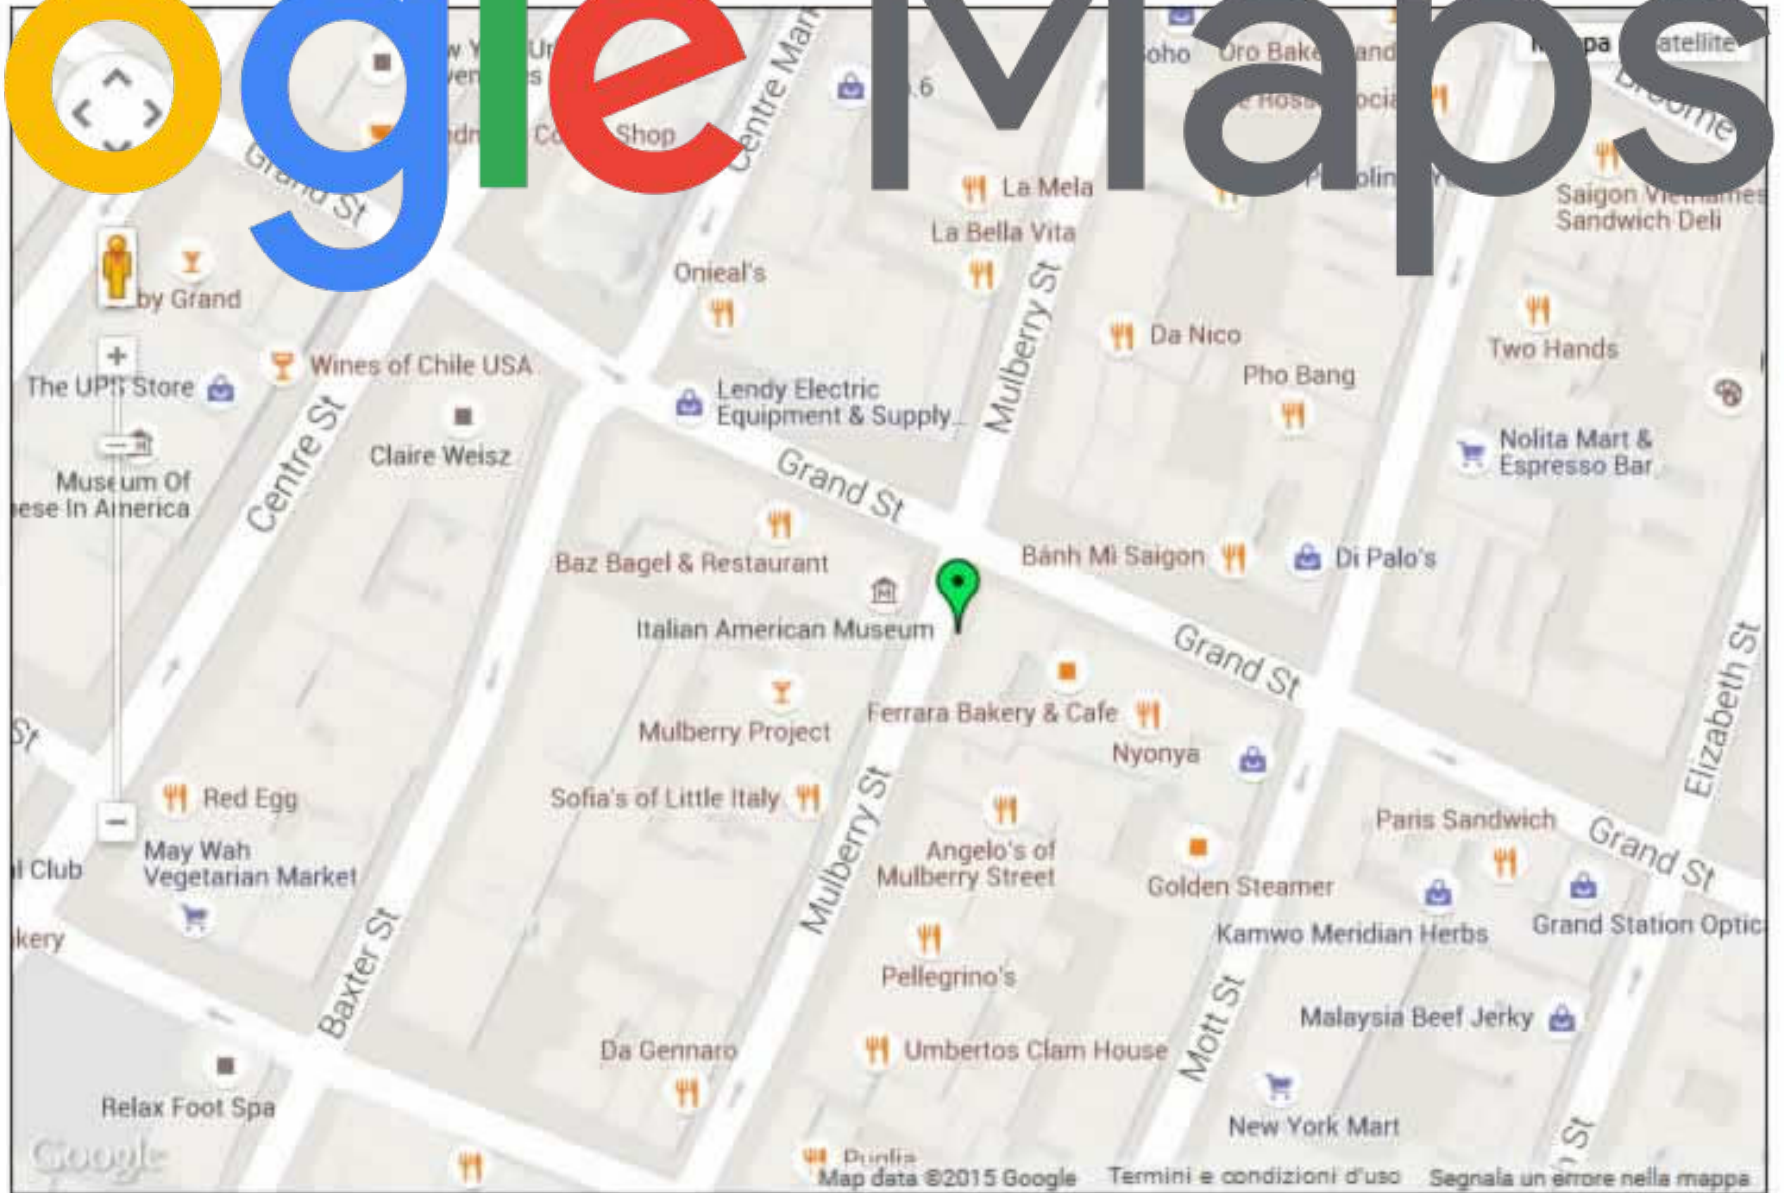 ogle Maps
Soho
Grand St
Shop
Centre
La Mela
La Bella Vita
Saigon
Sandwich Deli
by Grand
Onieal's
Mulberry St
Da Nico
Two Hands
Wines of Chile USA
The UPS Store
Lendy Electric
Equipment & Supply...
Pho Bang
Centre St
Claire Weisz
Nolita Mart &
Espresso Bar
Museum Of
ese In America
Grand St
Baz Bagel & Restaurant
Bánh Mì Saigon
Di Palo's
Italian American Museum
Grand St
Elizabeth St
Mulberry Project
Ferrara Bakery & Cafe
Nyonya
St
Red Egg
Sofia's of Little Italy
Mulberry St
Paris Sandwich
Grand St
May Wah
Vegetarian Market
l Club
Angelo's of
Mulberry Street
Golden Steamer
kery
Baxter St
Kamwo Meridian Herbs
Grand Station Optic
Pellegrino's
Mott St
Malaysia Beef Jerky
Da Gennaro
Umbertos Clam House
Relax Foot Spa
New York Mart
St
Google
Puglia
Map data ©2015 Google
Termini e condizioni d'uso
Segnala un errore nella mappa